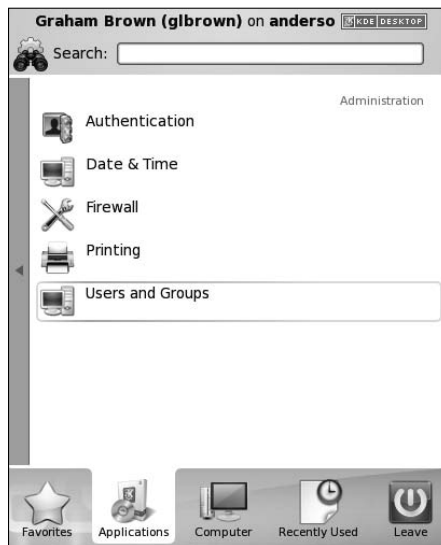 Graham Brown (glbrown) on anderso KDE DESKTOP
Search:
Administration
Authentication
Date & Time
Firewall
Printing
Users and Groups
Favorites Applications Computer Recently Used Leave